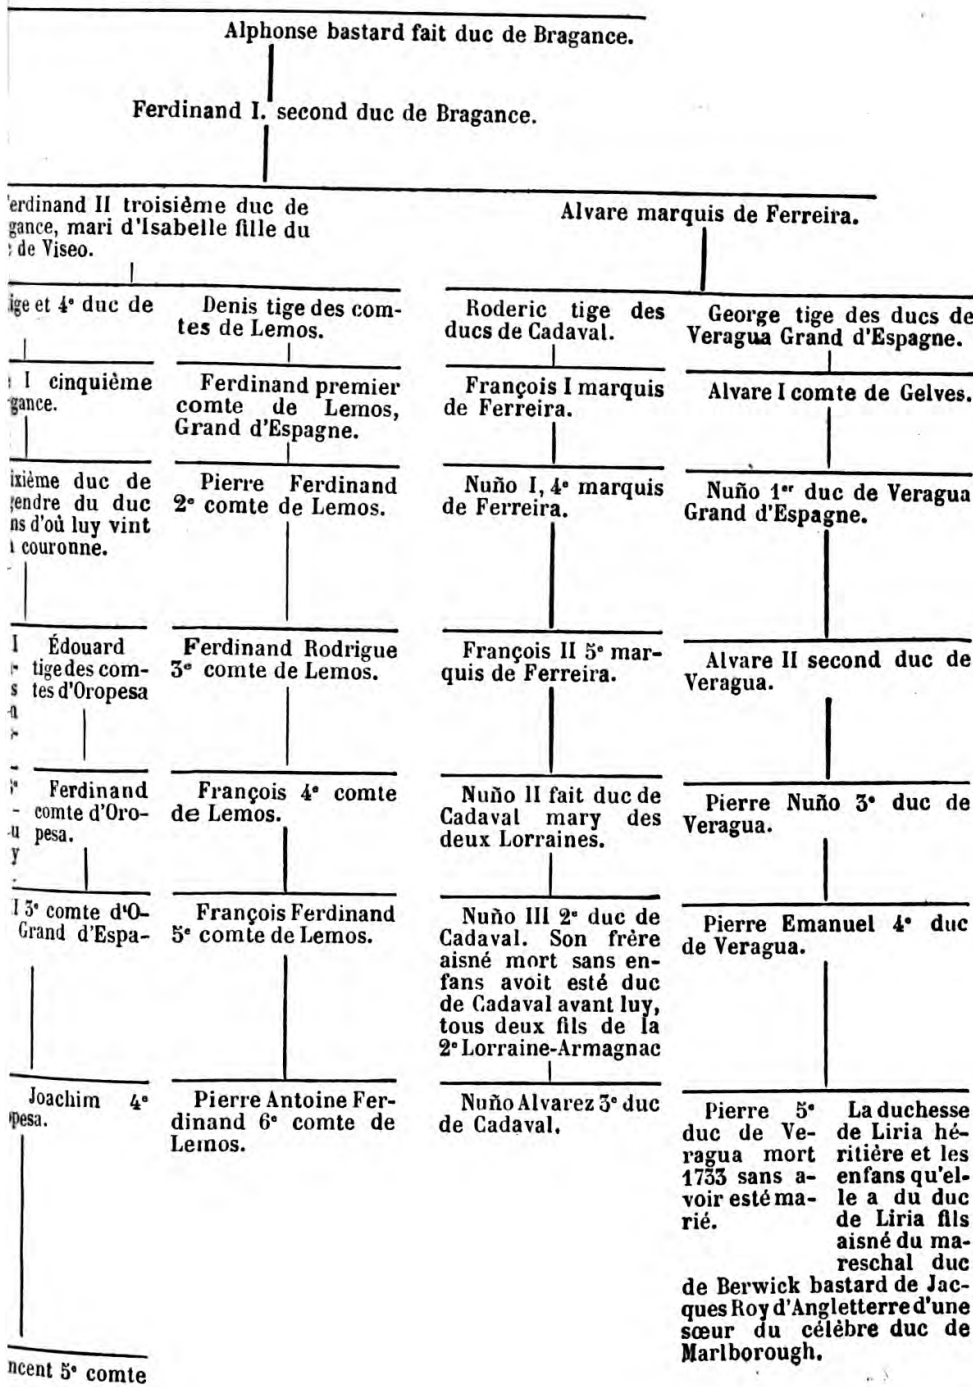 Alphonse bastard fait duc de Bragance.
Ferdinand I. second duc de Bragance.
erdinand II troisième duc de
gance, mari d'Isabelle fille du
de Viseo.
Alvare marquis de Ferreira.
ige et 4e duc de
I cinquième
gance.
ixième duc de
gendre du duc
ns d'où luy vint
couronne.
I
s
u
y
Édouard
tige des com-
tes d'Oropesa
Ferdinand
comte d'Oro-
pesa.
I 3e comte d'O-
Grand d'Espa-
Joachim 4e
pesa.
ncent 5e comte
Denis tige des com-
tes de Lemos.
Ferdinand premier
comte de Lemos,
Grand d'Espagne.
Pierre Ferdinand
2e comte de Lemos.
Ferdinand Rodrigue
3e comte de Lemos.
François 4e comte
de Lemos.
François Ferdinand
5e comte de Lemos.
Pierre Antoine Fer-
dinand 6e comte de
Lemos.
Roderic tige des
ducs de Cadaval.
François I marquis
de Ferreira.
Nuño I, 4e marquis
de Ferreira.
François II 5e mar-
quis de Ferreira.
Nuño II fait duc de
Cadaval mary des
deux Lorraines.
Nuño III 2e duc de
Cadaval. Son frère
aisné mort sans en-
fans avoit esté duc
de Cadaval avant luy,
tous deux fils de la
2e Lorraine-Armagnac
Nuño Alvarez 3e duc
de Cadaval.
George tige des ducs de
Veragua Grand d'Espagne.
Alvare I comte de Gelves.
Nuño 1er duc de Veragua
Grand d'Espagne.
Alvare II second duc de
Veragua.
Pierre Nuño 3e duc de
Veragua.
Pierre Emanuel 4e duc
de Veragua.
Pierre 5e
duc de Ve-
ragua mort
1733 sans a-
voir esté ma-
rié.
La duchesse
de Liria hé-
ritière et les
enfans qu'el-
le a du duc
de Liria fils
aisné du ma-
reschal duc
de Berwick bastard de Jac-
ques Roy d'Angletterre d'une
sœur du célèbre duc de
Marlborough.